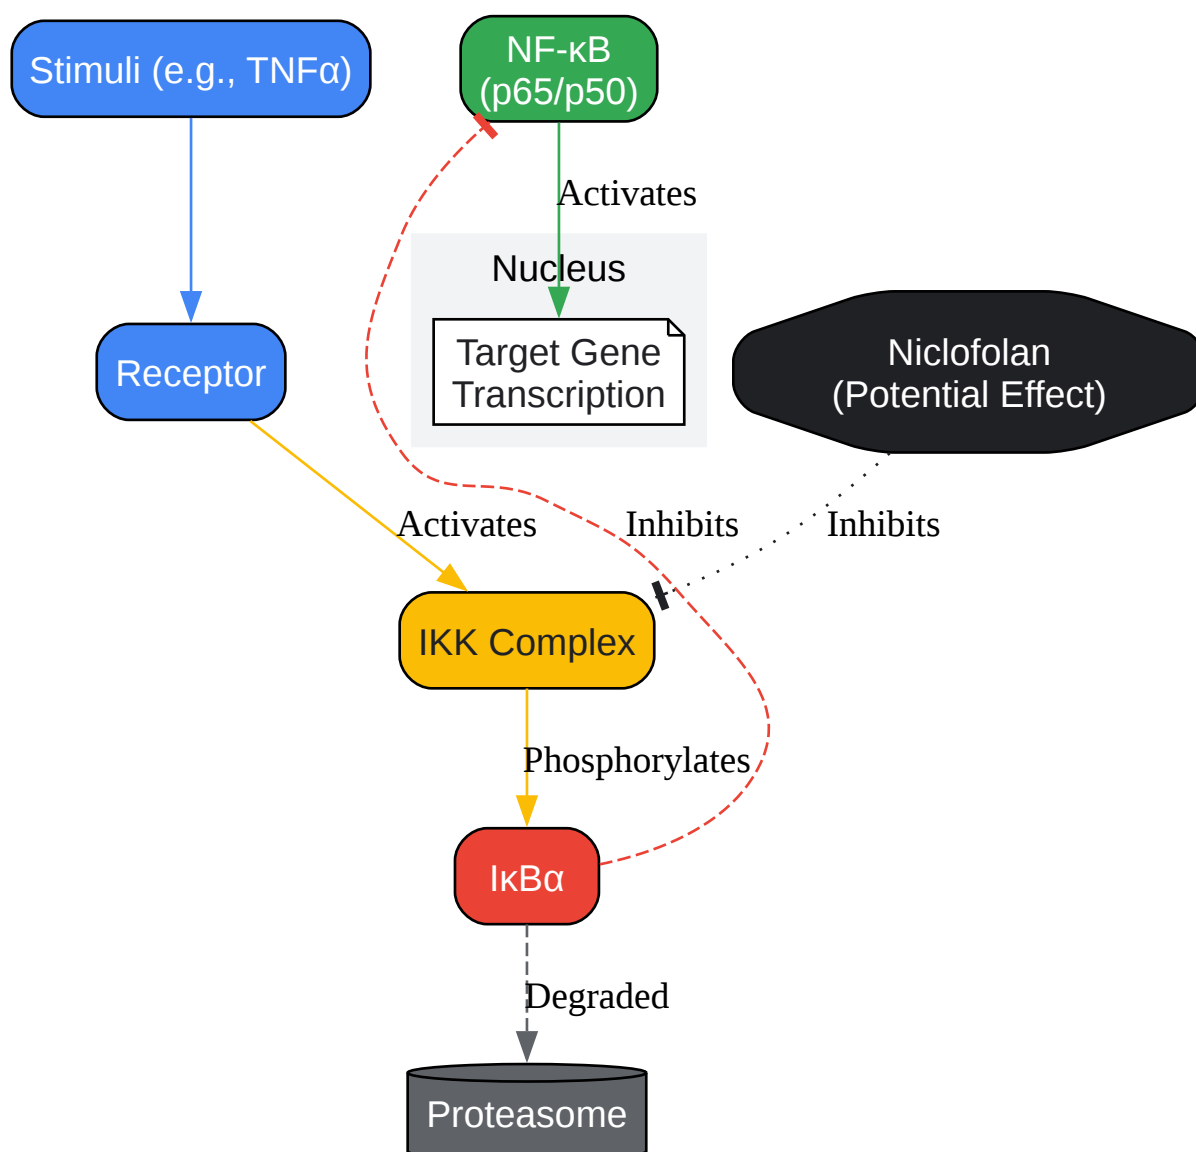 Stimuli (e.g., TNFα)
NF-κB
(p65/p50)
Activates
Nucleus
Receptor
Target Gene
Transcription
Niclofolan
(Potential Effect)
Activates
Inhibits
Inhibits
IKK Complex
Phosphorylates
IκBα
Degraded
Proteasome